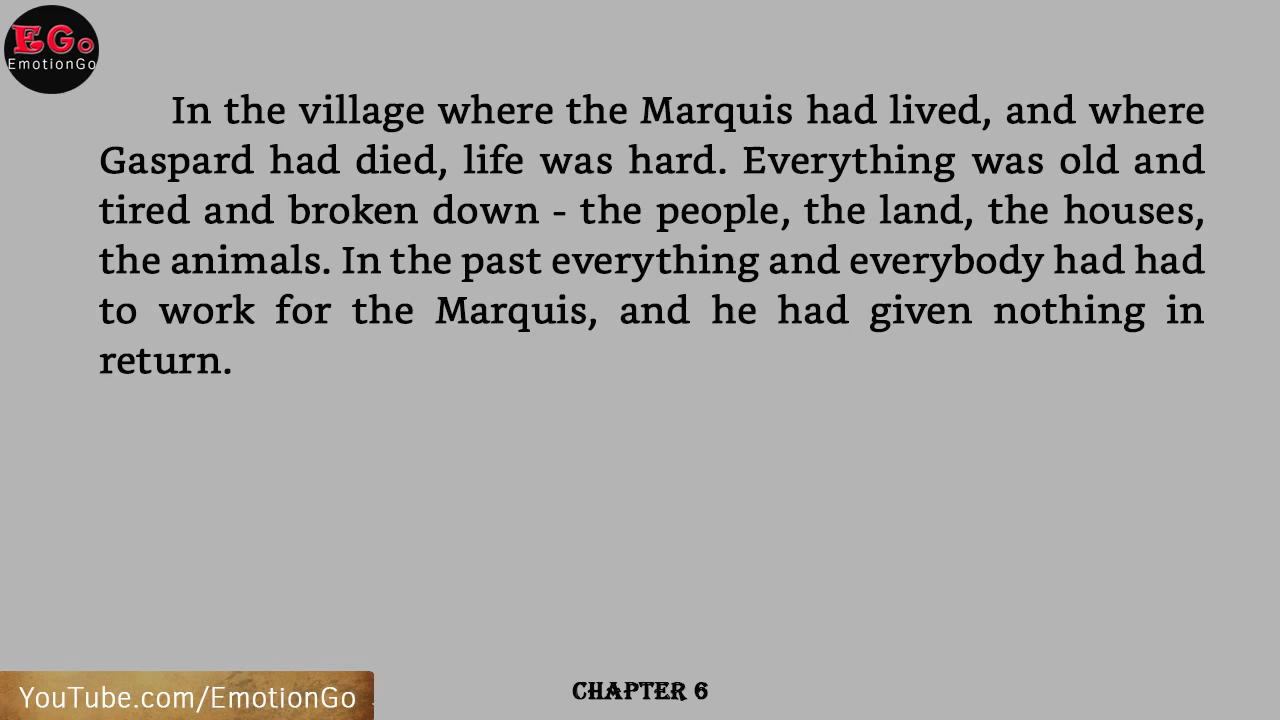 EGo
EmotionGo
In the village where the Marquis had lived, and where
Gaspard had died, life was hard. Everything was old and
tired and broken down - the people, the land, the houses,
the animals. In the past everything and everybody had had
to work for the Marquis, and he had given nothing in
return.
YouTube.com/EmotionGo
CHAPTER 6